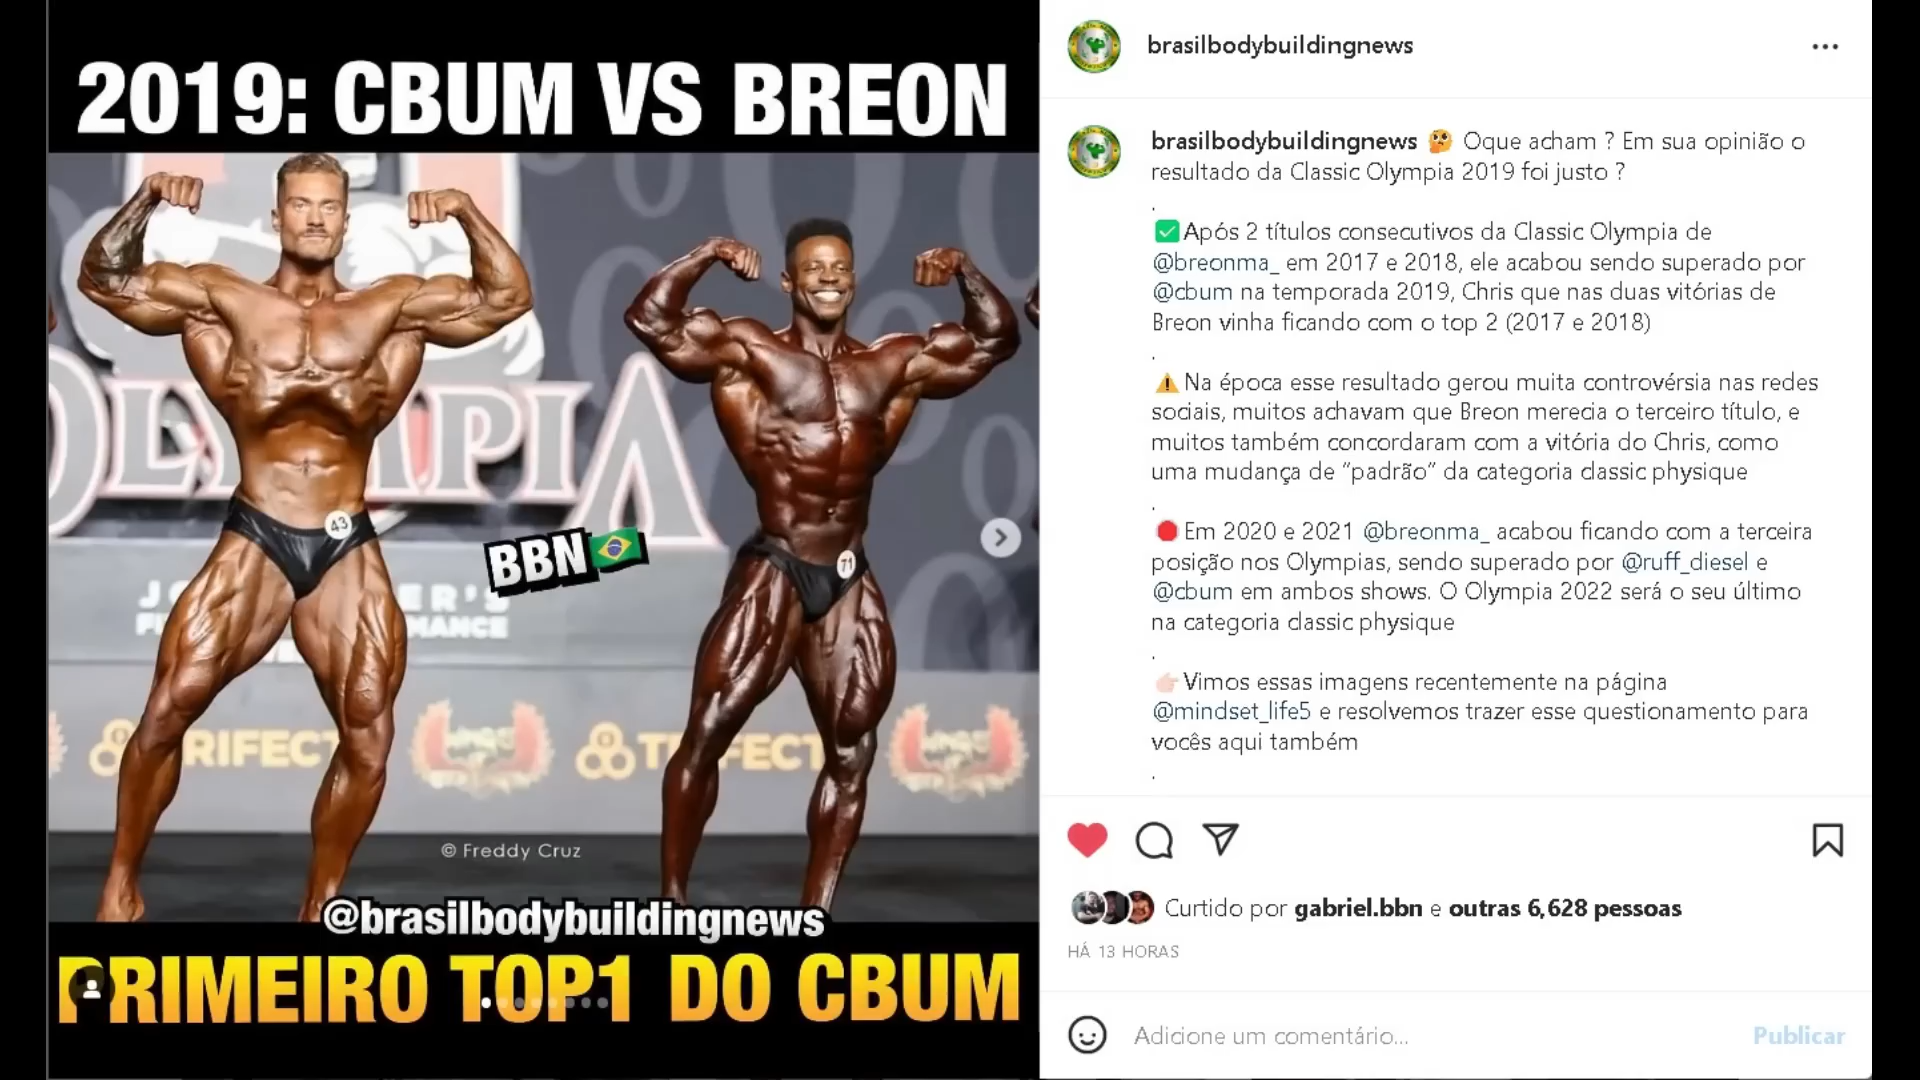 2019: CBUM VS BREON
OLYMPIA
43
71
BBN
TRIFECTA
© Freddy Cruz
@brasilbodybuildingnews
PRIMEIRO TOP1 DO CBUM
brasilbodybuildingnews
brasilbodybuildingnews 🤔 Oque acham ? Em sua opinião o
resultado da Classic Olympia 2019 foi justo ?
.
✅Após 2 títulos consecutivos da Classic Olympia de
@breonma_ em 2017 e 2018, ele acabou sendo superado por
@cbum na temporada 2019, Chris que nas duas vitórias de
Breon vinha ficando com o top 2 (2017 e 2018)
.
⚠️Na época esse resultado gerou muita controvérsia nas redes
sociais, muitos achavam que Breon merecia o terceiro título, e
muitos também concordaram com a vitória do Chris, como
uma mudança de “padrão” da categoria classic physique
.
🛑Em 2020 e 2021 @breonma_ acabou ficando com a terceira
posição nos Olympias, sendo superado por @ruff_diesel e
@cbum em ambos shows. O Olympia 2022 será o seu último
na categoria classic physique
.
👉🏻Vimos essas imagens recentemente na página
@mindset_life5 e resolvemos trazer esse questionamento para
vocês aqui também
.
Curtido por gabriel.bbn e outras 6,628 pessoas
HÁ 13 HORAS
Adicione um comentário...
Publicar